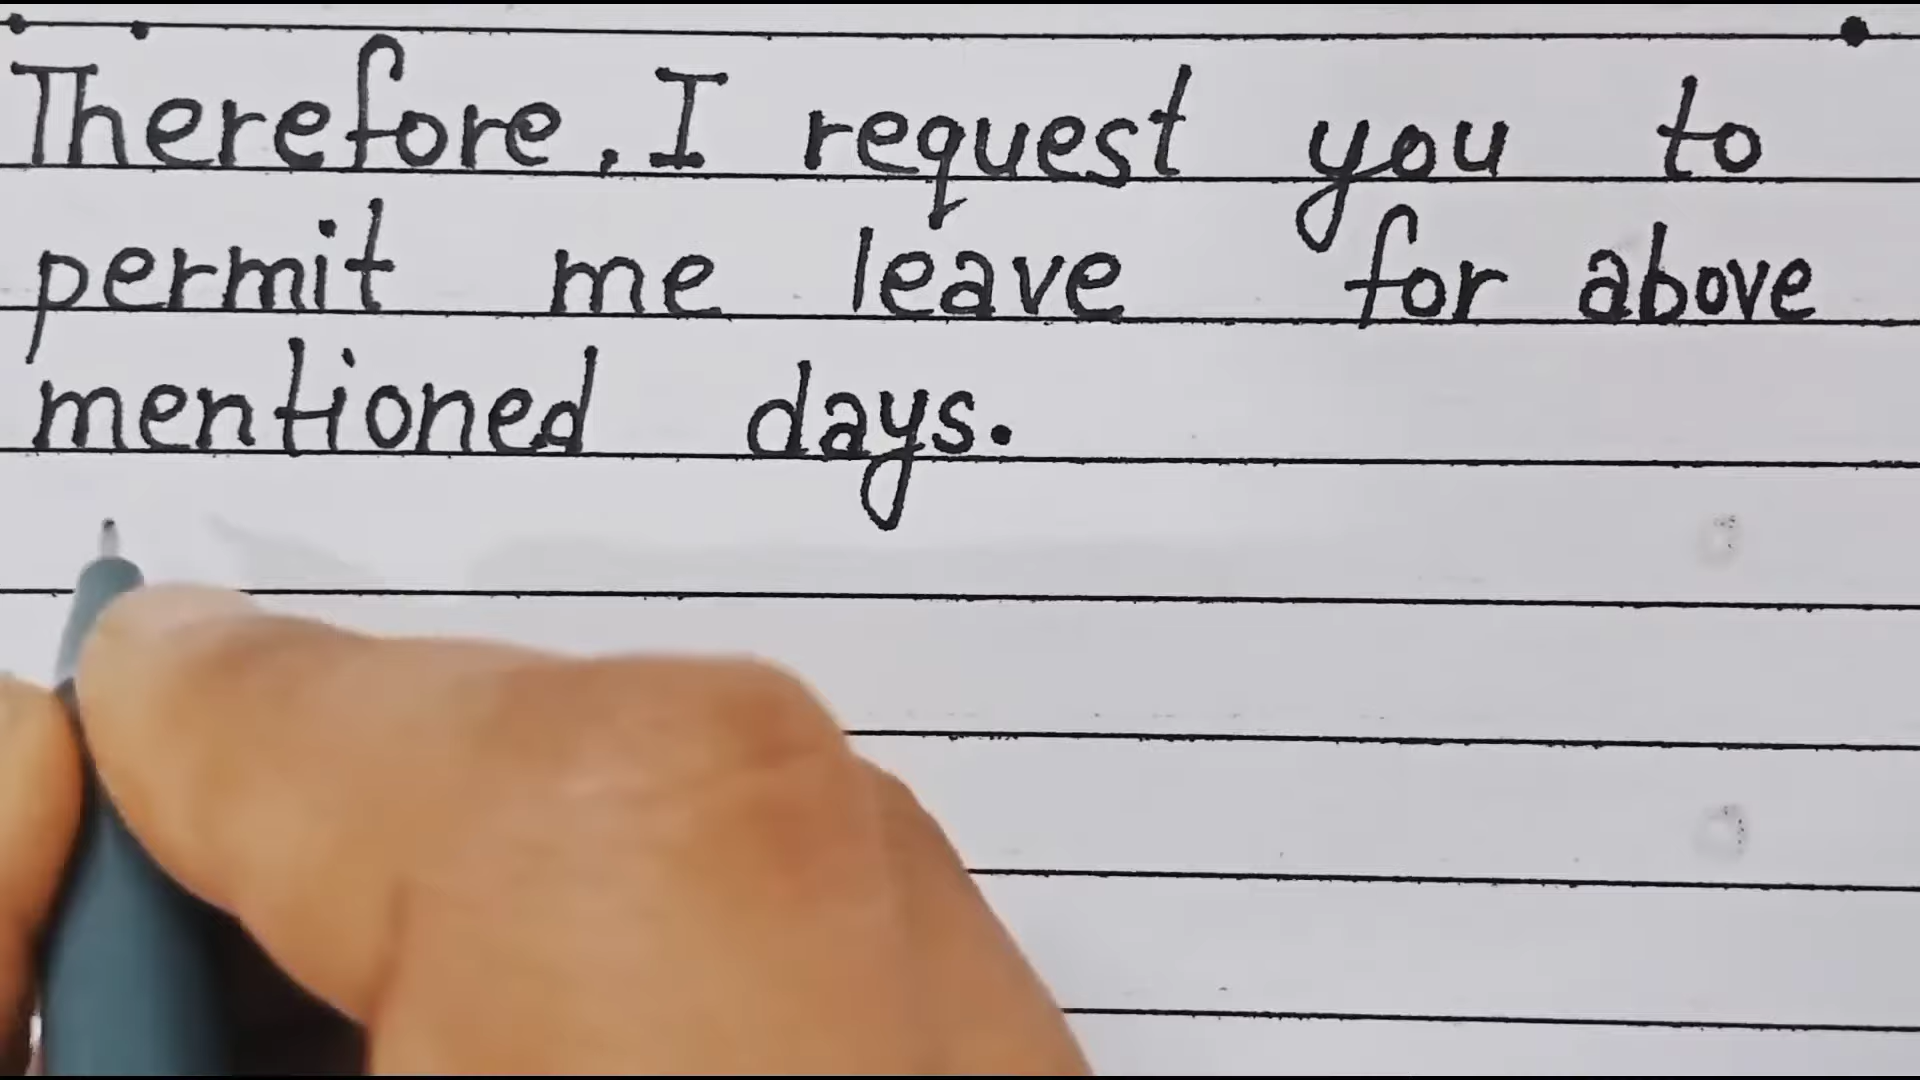 Therefore, I request you to
permit me leave for above
mentioned days.